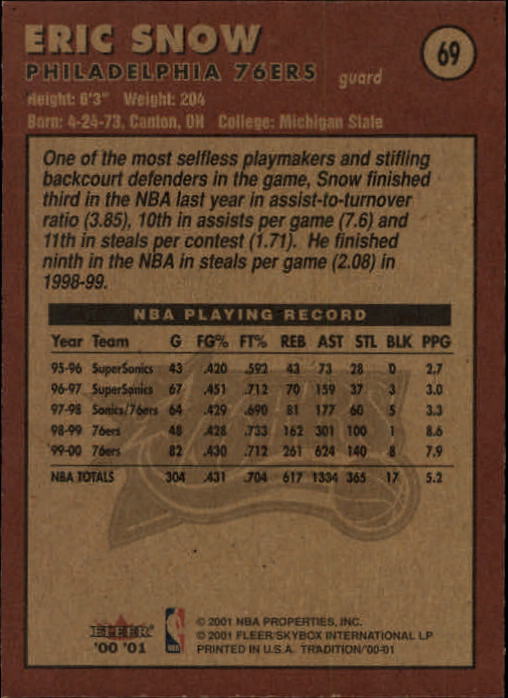 ERIC SNOW
69
PHILADELPHIA 76ERS guard
Height: 6'3" Weight: 204
Born: 4-24-73, Canton, OH College: Michigan State
One of the most selfless playmakers and stifling
backcourt defenders in the game, Snow finished
third in the NBA last year in assist-to-turnover
ratio (3.85), 10th in assists per game (7.6) and
11th in steals per contest (1.71). He finished
ninth in the NBA in steals per game (2.08) in
1998-99.
NBA PLAYING RECORD
Year Team G FG% FT% REB AST STL BLK PPG
95-96 SuperSonics 43 .420 .592 43 73 28 0 2.7
96-97 SuperSonics 67 .451 .712 70 159 37 3 3.0
97-98 Sonics/76ers 64 .429 .690 81 177 60 5 3.3
98-99 76ers 48 .428 .733 162 301 100 1 8.6
99-00 76ers 82 .430 .712 261 624 140 8 7.9
NBA TOTALS 304 .431 .704 617 1334 365 17 5.2
FLEER
'00 '01
NBA
© 2001 NBA PROPERTIES, INC.
© 2001 FLEER/SKYBOX INTERNATIONAL LP
PRINTED IN U.S.A. TRADITION/'00-01